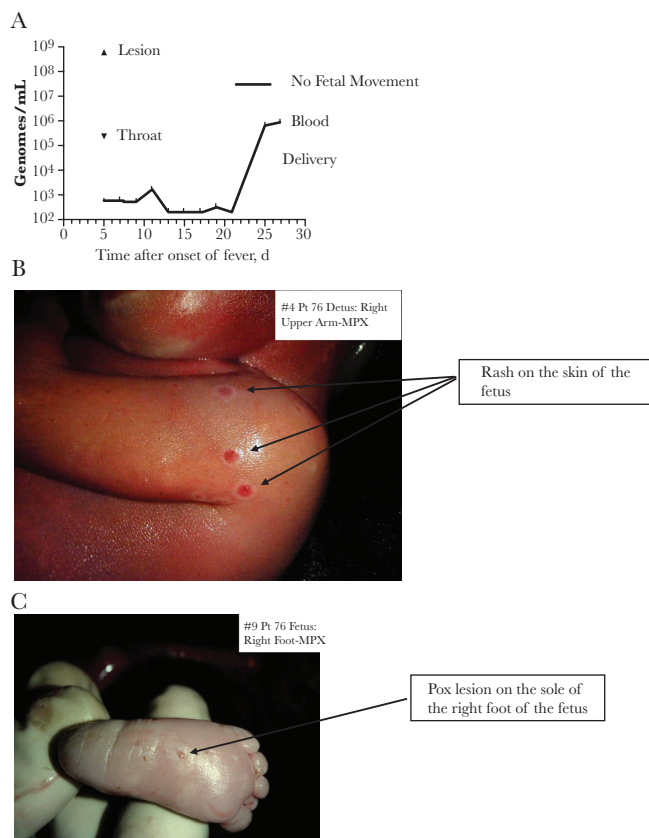 A
Genomes/mL
10⁹
10⁸
10⁷
10⁶
10⁵
10⁴
10³
10²
Lesion
No Fetal Movement
Blood
Throat
Delivery
0 5 10 15 20 25 30
Time after onset of fever, d
B
#4 Pt 76 Detus: Right
Upper Arm-MPX
Rash on the skin of the
fetus
C
#9 Pt 76 Fetus:
Right Foot-MPX
Pox lesion on the sole of
the right foot of the fetus